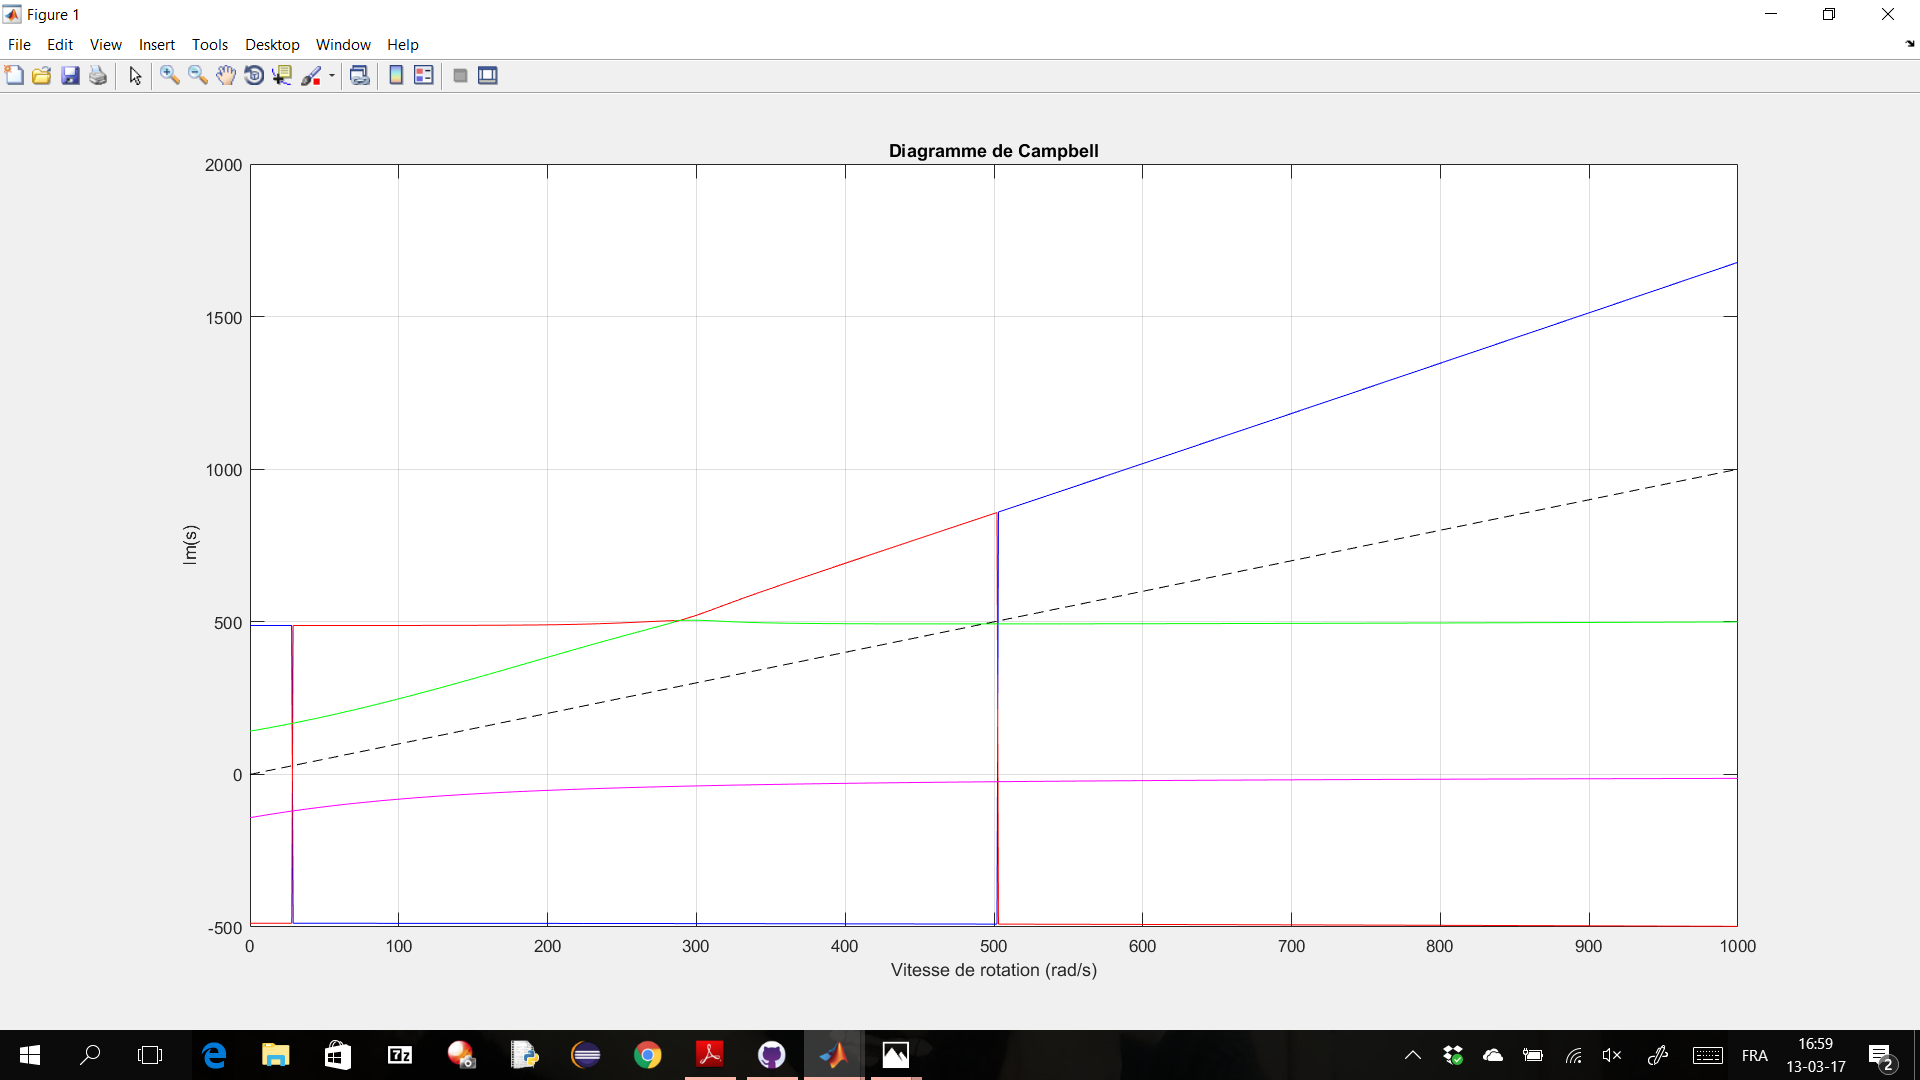 Figure 1
File Edit View Insert Tools Desktop Window Help
Diagramme de Campbell
2000
1500
1000
500
0
-500
Im(s)
0 100 200 300 400 500 600 700 800 900 1000
Vitesse de rotation (rad/s)
7z
FRA
16:59
13-03-17
2